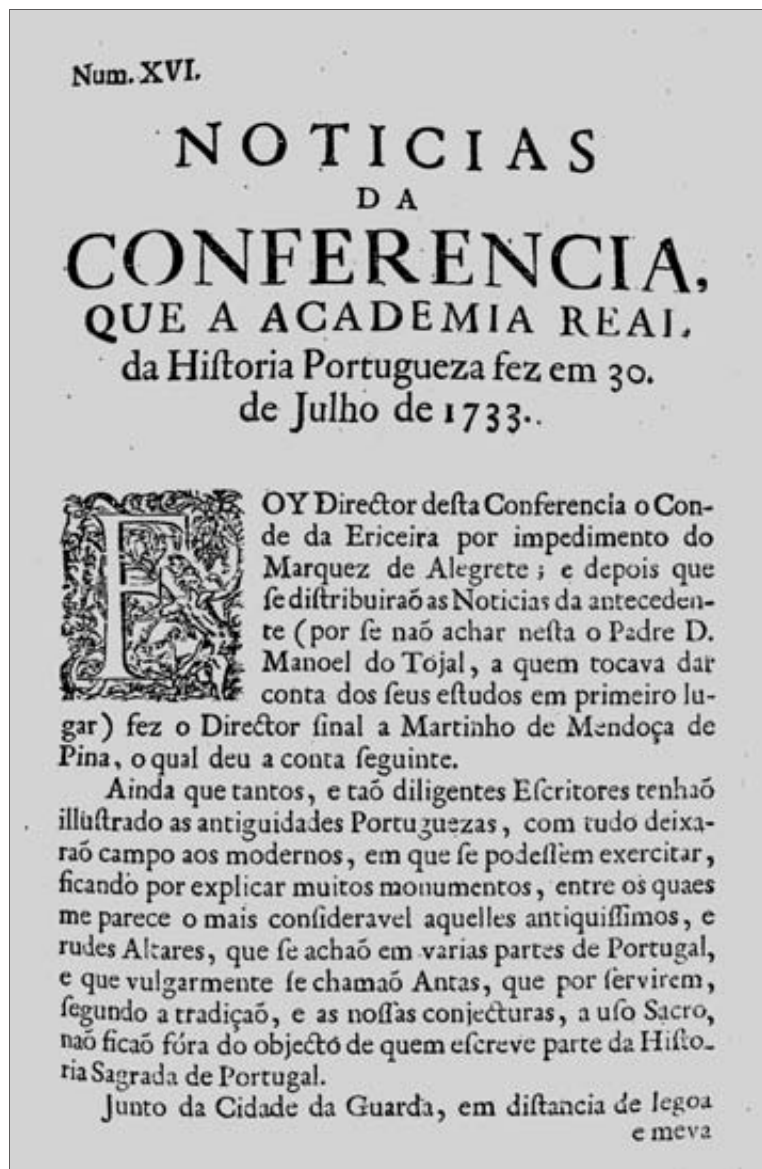 Num. XVI.
NOTICIAS
DA
CONFERENCIA,
QUE A ACADEMIA REAL
da Hiſtoria Portugueza fez em 30.
de Julho de 1733.
FOY Director deſta Conferencia o Con-
de da Ericeira por impedimento do
Marquez de Alegrete; e depois que
ſe diſtribuiraõ as Noticias da anteceden-
te (por ſe naõ achar neſta o Padre D.
Manoel do Tojal, a quem tocava dar
conta dos ſeus eſtudos em primeiro lu-
gar) fez o Director ſinal a Martinho de Mendoça de
Pina, o qual deu a conta ſeguinte.
Ainda que tantos, e taõ diligentes Eſcritores tenhaõ
illuſtrado as antiguidades Portuguezas, com tudo deixa-
raõ campo aos modernos, em que ſe podeſſem exercitar,
ficando por explicar muitos monumentos, entre os quaes
me parece o mais conſideravel aquelles antiquiſſimos, e
rudes Altares, que ſe achaõ em varias partes de Portugal,
e que vulgarmente ſe chamaõ Antas, que por ſervirem,
ſegundo a tradiçaõ, e as noſſas conjecturas, a uſo Sacro,
naõ ficaõ fóra do objecto de quem eſcreve parte da Hiſto-
ria Sagrada de Portugal.
Junto da Cidade da Guarda, em diſtancia de legoa
e meya